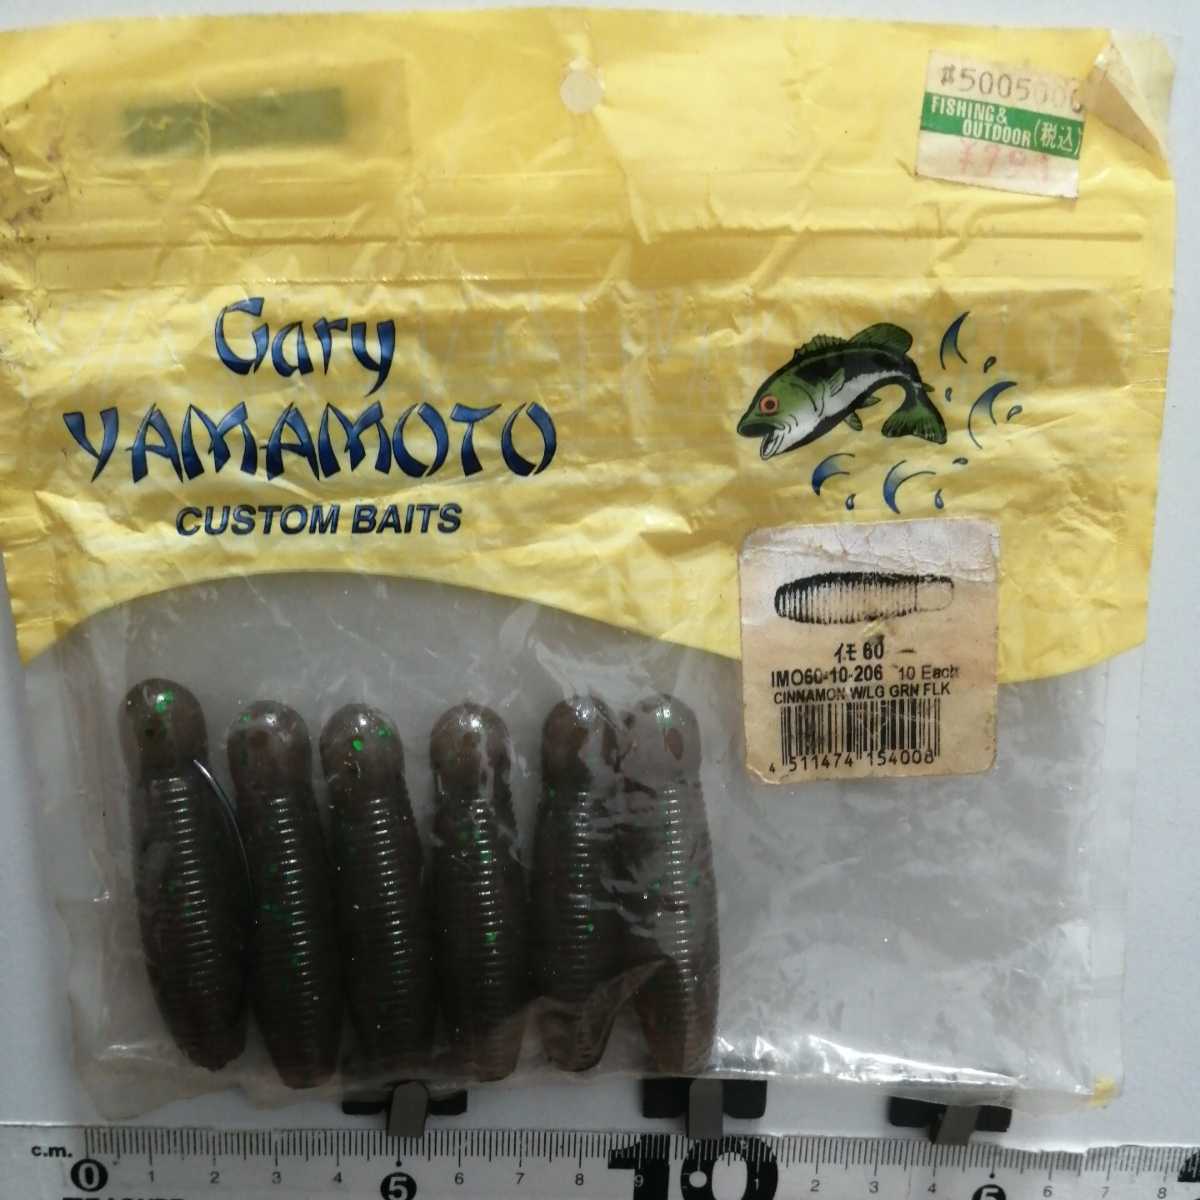 #5005000
FISHING &
OUTDOOR (税込)
Gary
YAMAMOTO
CUSTOM BAITS
イモ60
IMO60-10-206 10 Each
CINNAMON W/LG GRN FLK
4 511474 154008
c.m. 0 1 2 3 4 5 6 7 8 9 10 1 2 3 4 5 6 7 8